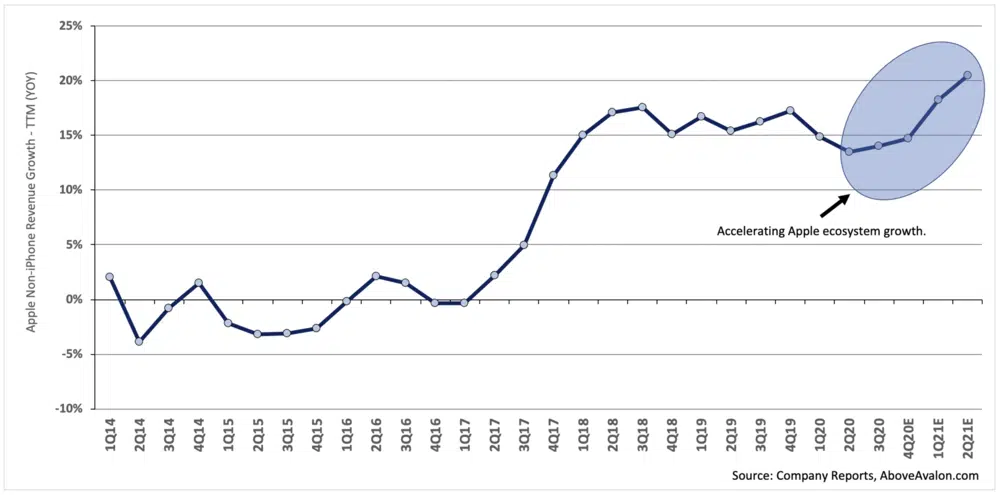 Apple Non-iPhone Revenue Growth - TTM (YOY)
25%
20%
15%
10%
5%
0%
-5%
-10%
Accelerating Apple ecosystem growth.
1Q14
2Q14
3Q14
4Q14
1Q15
2Q15
3Q15
4Q15
1Q16
2Q16
3Q16
4Q16
1Q17
2Q17
3Q17
4Q17
1Q18
2Q18
3Q18
4Q18
1Q19
2Q19
3Q19
4Q19
1Q20
2Q20
3Q20
4Q20E
1Q21E
2Q21E
Source: Company Reports, AboveAvalon.com